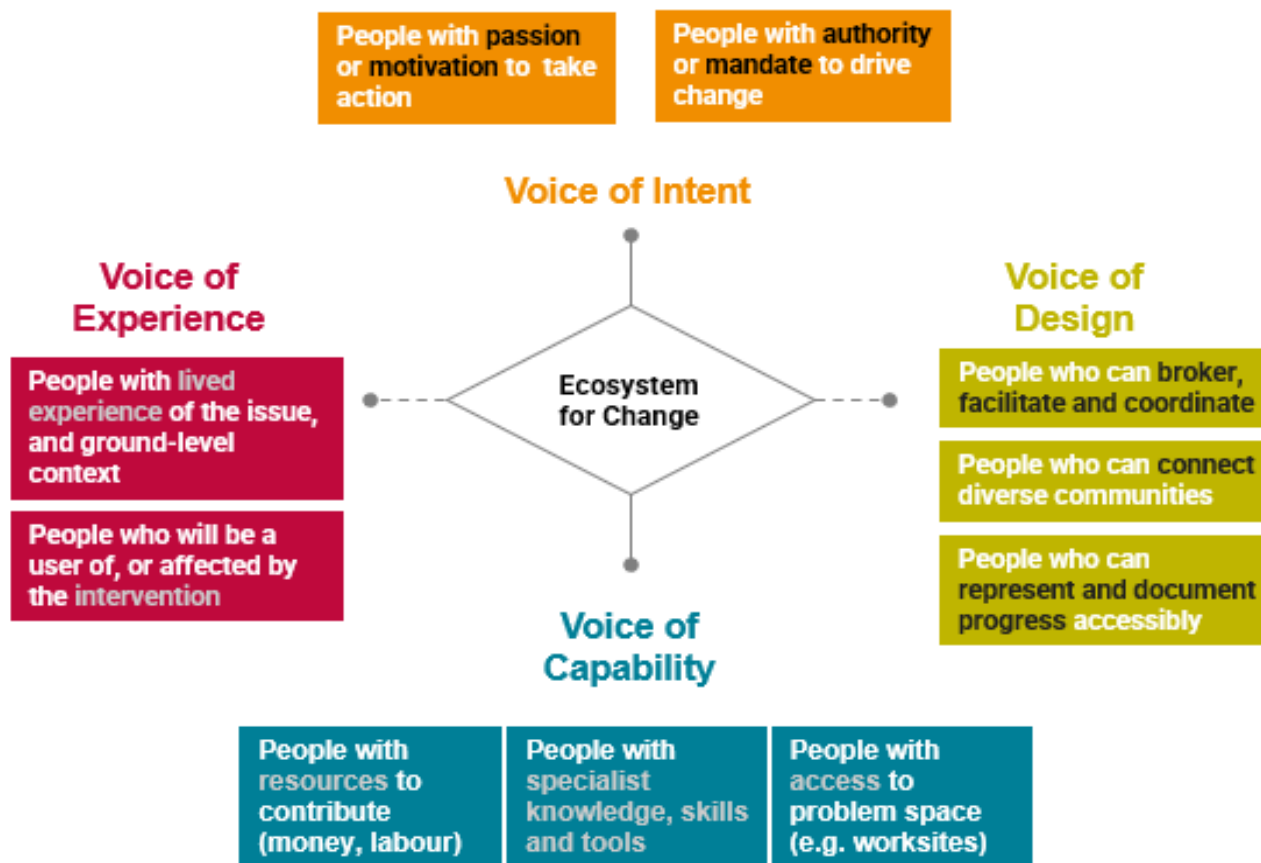 People with passion
or motivation to take
action
People with authority
or mandate to drive
change
Voice of Intent
Voice of
Experience
People with lived
experience of the issue,
and ground-level
context
People who will be a
user of, or affected by
the intervention
Ecosystem
for Change
Voice of
Design
People who can broker,
facilitate and coordinate
People who can connect
diverse communities
People who can
represent and document
progress accessibly
Voice of
Capability
People with
resources to
contribute
(money, labour)
People with
specialist
knowledge, skills
and tools
People with
access to
problem space
(e.g. worksites)